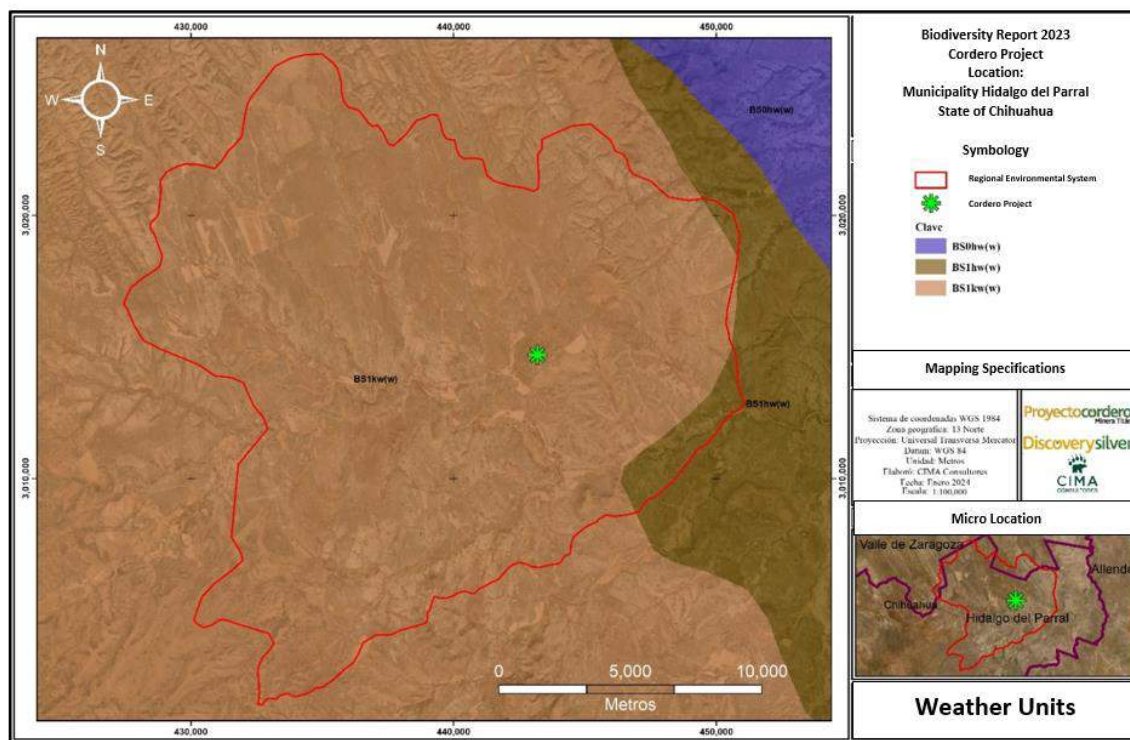 430,000
440,000
450,000
N
W
E
S
BS0hw(w)
3,020,000
3,020,000
BS1kw(w)
BS1hw(w)
3,010,000
3,010,000
0
5,000
10,000
Metros
430,000
440,000
450,000
Biodiversity Report 2023
Cordero Project
Location:
Municipality Hidalgo del Parral
State of Chihuahua
Symbology
Regional Environmental System
Cordero Project
Clave
BS0hw(w)
BS1hw(w)
BS1kw(w)
Mapping Specifications
Sistema de coordenadas WGS 1984
Zona geografica: 13 Norte
Proyección: Universal Transversa Mercator
Datum: WGS 84
Unidad: Metros
Elaboró: CIMA Consultores
Fecha: Enero 2024
Escala: 1:100,000
Proyectocordero
Minera Titán
Discoverysilver
CIMA
CONSULTORES
Micro Location
Valle de Zaragoza
Allende
Chihuahua
Hidalgo del Parral
Weather Units